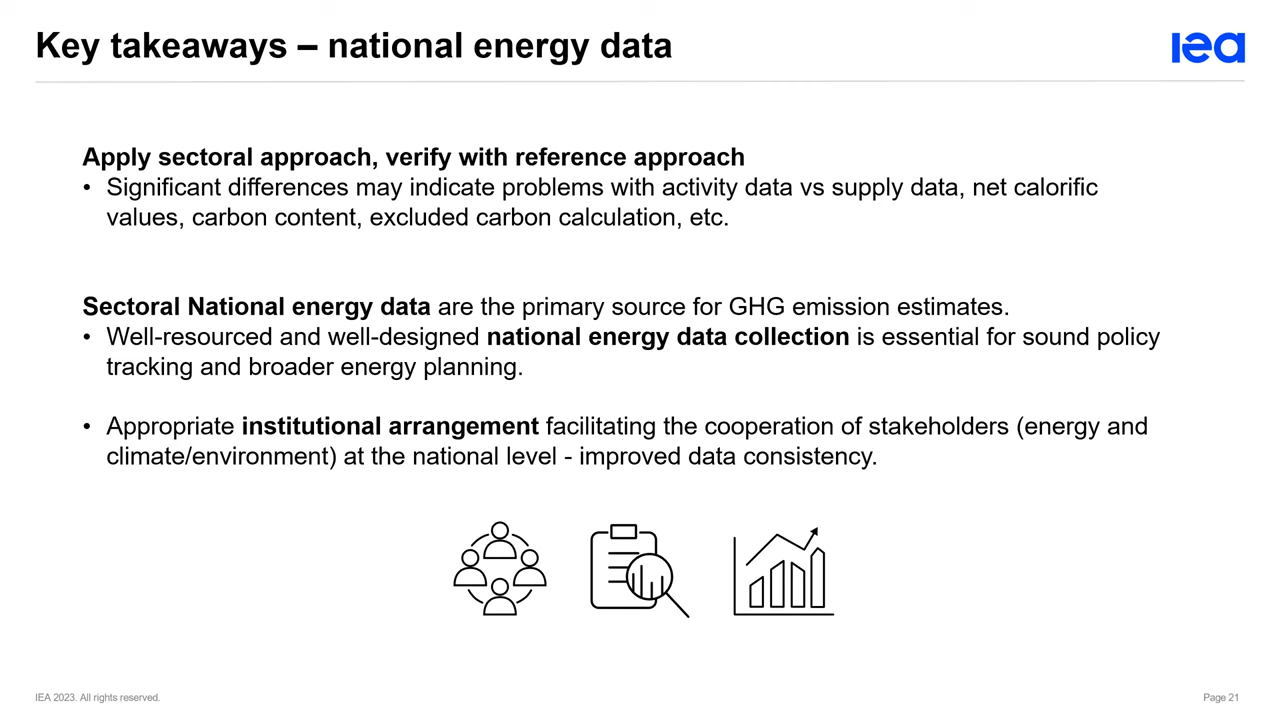 Key takeaways – national energy data
iea
Apply sectoral approach, verify with reference approach
• Significant differences may indicate problems with activity data vs supply data, net calorific
values, carbon content, excluded carbon calculation, etc.
Sectoral National energy data are the primary source for GHG emission estimates.
• Well-resourced and well-designed national energy data collection is essential for sound policy
tracking and broader energy planning.
• Appropriate institutional arrangement facilitating the cooperation of stakeholders (energy and
climate/environment) at the national level - improved data consistency.
IEA 2023. All rights reserved.
Page 21